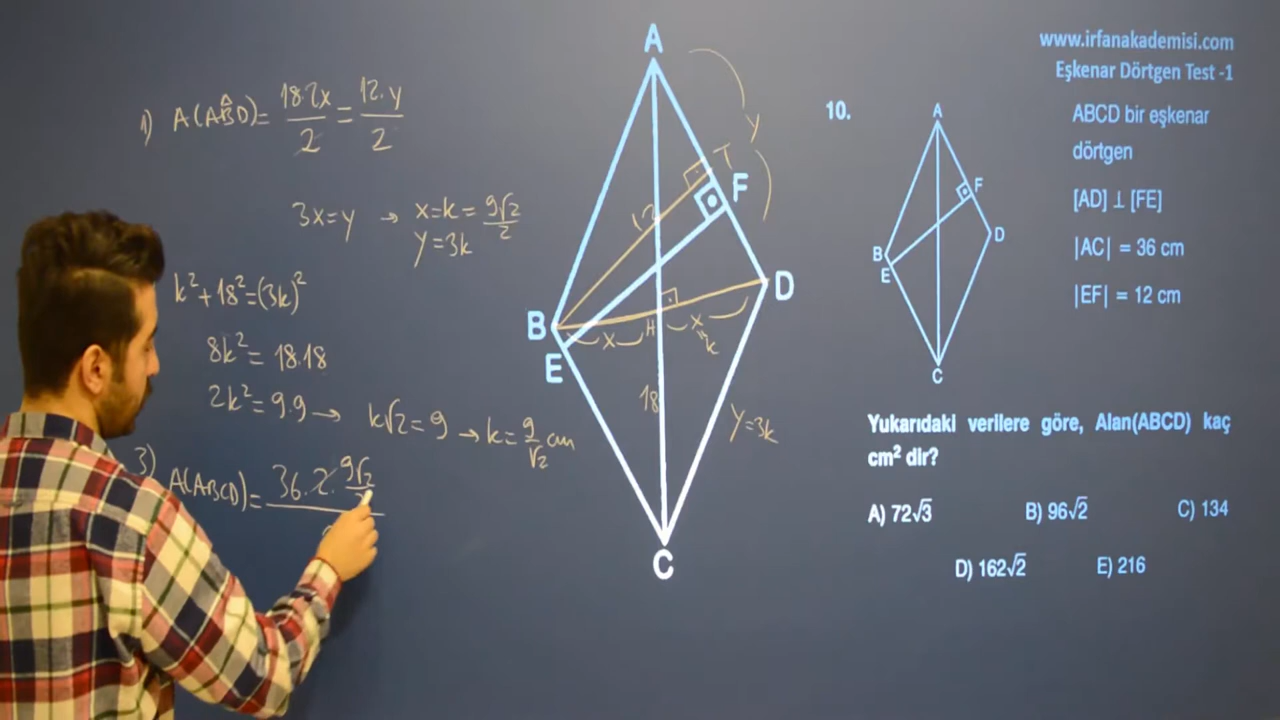 1) A(ABD)= 18.2x/2 = 12.y/2
3x=y → x=k= 9√2/2
y=3k
k²+18²=(3k)²
8k²= 18.18
2k²= 9.9 → k√2=9 → k= 9/√2 cm
3) A(ABCD)= 36.2.9√2
A
y
T
F
12
D
B
H
x
x
k
E
18
y=3k
C
www.irfanakademisi.com
Eşkenar Dörtgen Test -1
10.
A
F
D
B
E
C
ABCD bir eşkenar
dörtgen
[AD] ⊥ [FE]
|AC| = 36 cm
|EF| = 12 cm
Yukarıdaki verilere göre, Alan(ABCD) kaç
cm² dir?
A) 72√3 B) 96√2 C) 134
D) 162√2 E) 216